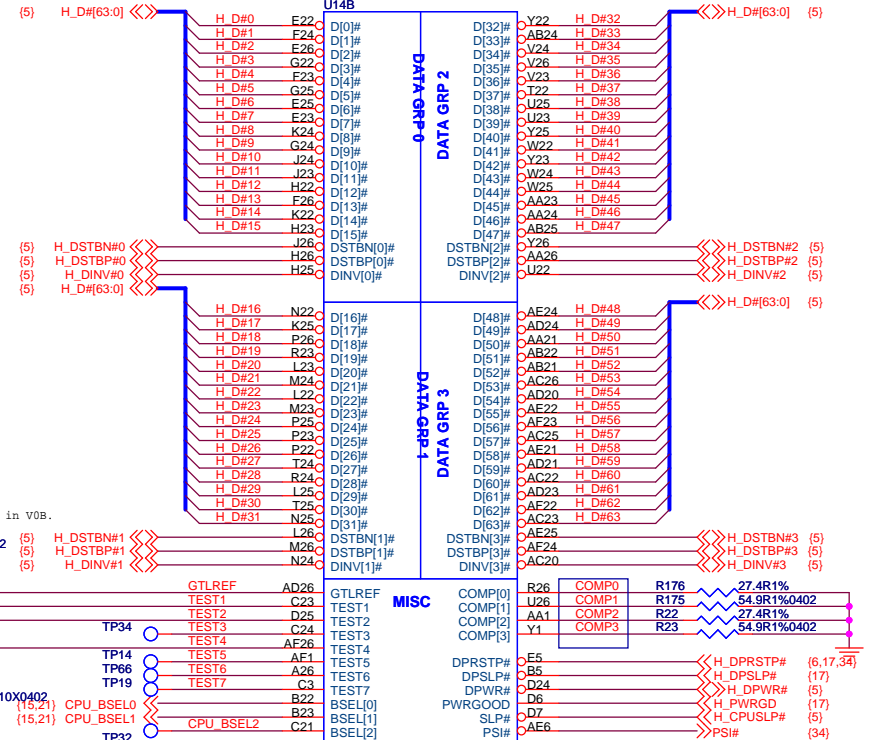 U14B
{5} H_D#[63:0] H_D#[63:0] {5}
H_D#0 E22 D[0]# D[32]# Y22 H_D#32
H_D#1 F24 D[1]# D[33]# AB24 H_D#33
H_D#2 E26 D[2]# D[34]# V24 H_D#34
H_D#3 G22 D[3]# D[35]# V26 H_D#35
H_D#4 F23 D[4]# D[36]# V23 H_D#36
H_D#5 G25 D[5]# D[37]# T22 H_D#37
H_D#6 E25 D[6]# D[38]# U25 H_D#38
H_D#7 E23 D[7]# D[39]# U23 H_D#39
H_D#8 K24 D[8]# D[40]# Y25 H_D#40
H_D#9 G24 D[9]# D[41]# W22 H_D#41
H_D#10 J24 D[10]# D[42]# Y23 H_D#42
H_D#11 J23 D[11]# D[43]# W24 H_D#43
H_D#12 H22 D[12]# D[44]# W25 H_D#44
H_D#13 F26 D[13]# D[45]# AA23 H_D#45
H_D#14 K22 D[14]# D[46]# AA24 H_D#46
H_D#15 H23 D[15]# D[47]# AB25 H_D#47
DATA GRP 0
DATA GRP 2
{5} H_DSTBN#0 J26 DSTBN[0]# DSTBN[2]# Y26 H_DSTBN#2 {5}
{5} H_DSTBP#0 H26 DSTBP[0]# DSTBP[2]# AA26 H_DSTBP#2 {5}
{5} H_DINV#0 H25 DINV[0]# DINV[2]# U22 H_DINV#2 {5}
{5} H_D#[63:0] H_D#[63:0] {5}
H_D#16 N22 D[16]# D[48]# AE24 H_D#48
H_D#17 K25 D[17]# D[49]# AD24 H_D#49
H_D#18 P26 D[18]# D[50]# AA21 H_D#50
H_D#19 R23 D[19]# D[51]# AB22 H_D#51
H_D#20 L23 D[20]# D[52]# AB21 H_D#52
H_D#21 M24 D[21]# D[53]# AC26 H_D#53
H_D#22 L22 D[22]# D[54]# AD20 H_D#54
H_D#23 M23 D[23]# D[55]# AE22 H_D#55
H_D#24 P25 D[24]# D[56]# AF23 H_D#56
H_D#25 P23 D[25]# D[57]# AC25 H_D#57
H_D#26 P22 D[26]# D[58]# AE21 H_D#58
H_D#27 T24 D[27]# D[59]# AD21 H_D#59
H_D#28 R24 D[28]# D[60]# AC22 H_D#60
H_D#29 L25 D[29]# D[61]# AD23 H_D#61
H_D#30 T25 D[30]# D[62]# AF22 H_D#62
H_D#31 N25 D[31]# D[63]# AC23 H_D#63
DATA GRP 1
DATA GRP 3
in V0B.
{5} H_DSTBN#1 L26 DSTBN[1]# DSTBN[3]# AE25 H_DSTBN#3 {5}
2
{5} H_DSTBP#1 M26 DSTBP[1]# DSTBP[3]# AF24 H_DSTBP#3 {5}
{5} H_DINV#1 N24 DINV[1]# DINV[3]# AC20 H_DINV#3 {5}
MISC
GTLREF AD26 GTLREF COMP[0] R26 COMP0 R176 27.4R1%
TEST1 C23 TEST1 COMP[1] U26 COMP1 R175 54.9R1%0402
TEST2 D25 TEST2 COMP[2] AA1 COMP2 R22 27.4R1%
TP34 TEST3 C24 TEST3 COMP[3] Y1 COMP3 R23 54.9R1%0402
TEST4 AF26 TEST4
TP14 TEST5 AF1 TEST5 DPRSTP# E5 H_DPRSTP# {6,17,34}
TP66 TEST6 A26 TEST6 DPSLP# B5 H_DPSLP# {17}
TP19 TEST7 C3 TEST7 DPWR# D24 H_DPWR# {5}
10X0402
{15,21} CPU_BSEL0 B22 BSEL[0] PWRGOOD D6 H_PWRGD {17}
{15,21} CPU_BSEL1 B23 BSEL[1] SLP# D7 H_CPUSLP# {5}
TP32 CPU_BSEL2 C21 BSEL[2] PSI# AE6 PSI# {34}